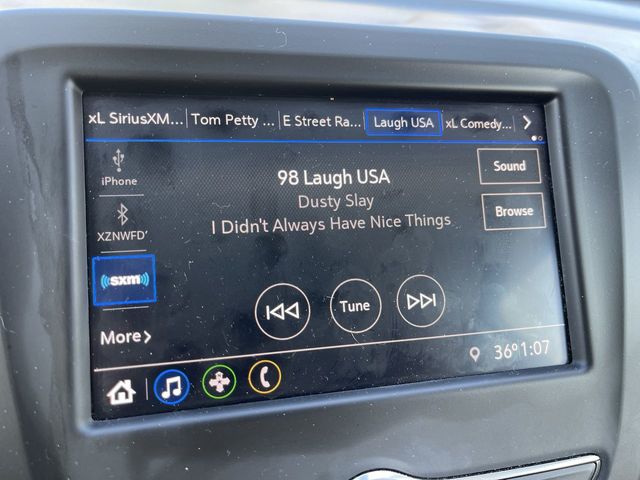 xL SiriusXM... Tom Petty ... E Street Ra... Laugh USA xL Comedy...
iPhone
98 Laugh USA
Sound
Dusty Slay
Browse
I Didn't Always Have Nice Things
XZNWFD'
sxm
Tune
More
36° 1:07